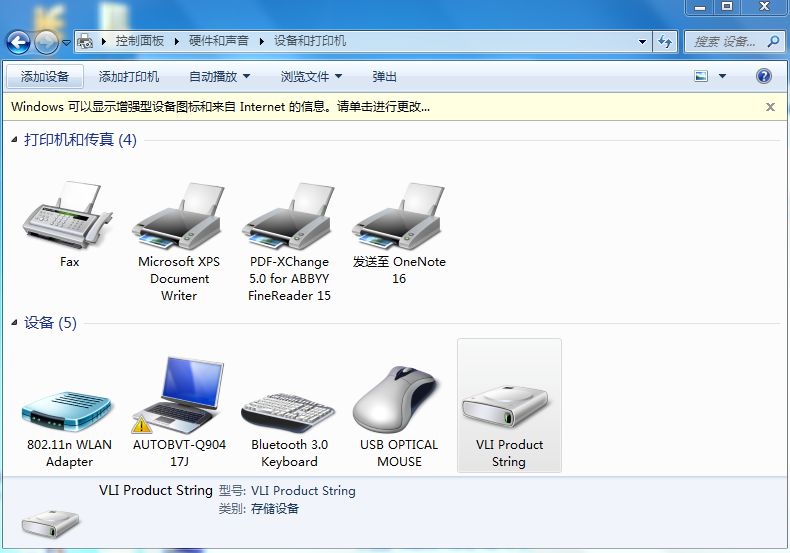 控制面板 硬件和声音 设备和打印机
搜索 设备...
添加设备 添加打印机 自动播放 浏览文件 弹出
Windows 可以显示增强型设备图标和来自 Internet 的信息。请单击进行更改...
打印机和传真 (4)
Fax
Microsoft XPS
Document
Writer
PDF-XChange
5.0 for ABBYY
FineReader 15
发送至 OneNote
16
设备 (5)
802.11n WLAN
Adapter
AUTOBVT-Q904
17J
Bluetooth 3.0
Keyboard
USB OPTICAL
MOUSE
VLI Product
String
VLI Product String 型号: VLI Product String
类别: 存储设备